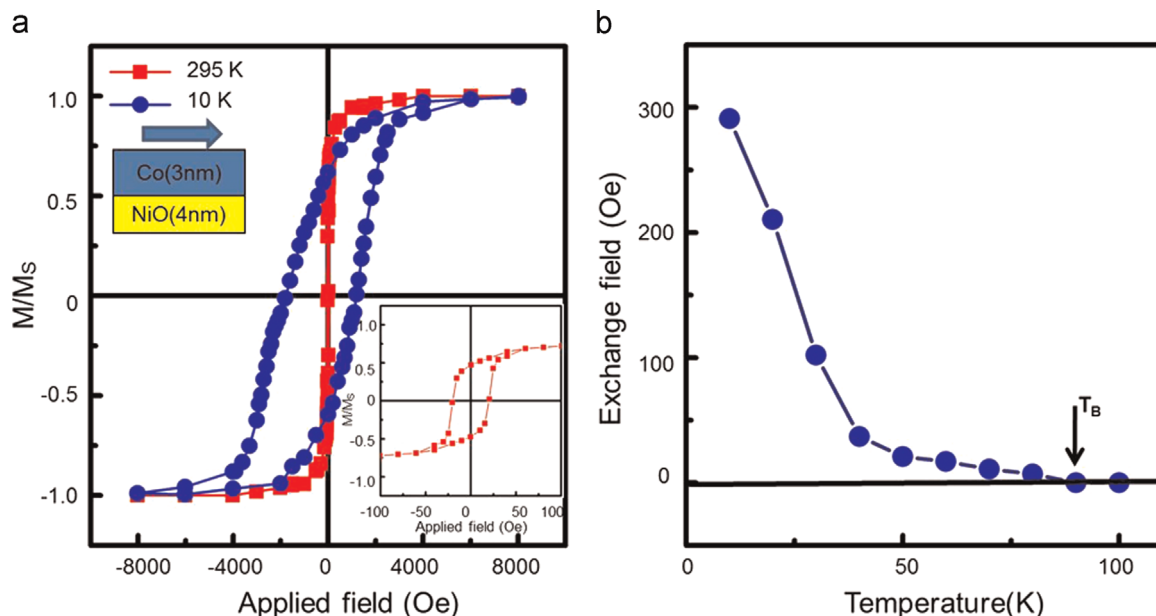 a
295 K
10 K
Co(3nm)
NiO(4nm)
1.0
0.5
0
-0.5
-1.0
M/MS
-8000 -4000 0 4000 8000
Applied field (Oe)
1.0
0.5
0
-0.5
-1.0
M/MS
-100 -50 0 50 100
Applied field (Oe)
b
300
200
100
0
Exchange field (Oe)
TB
0 50 100
Temperature(K)